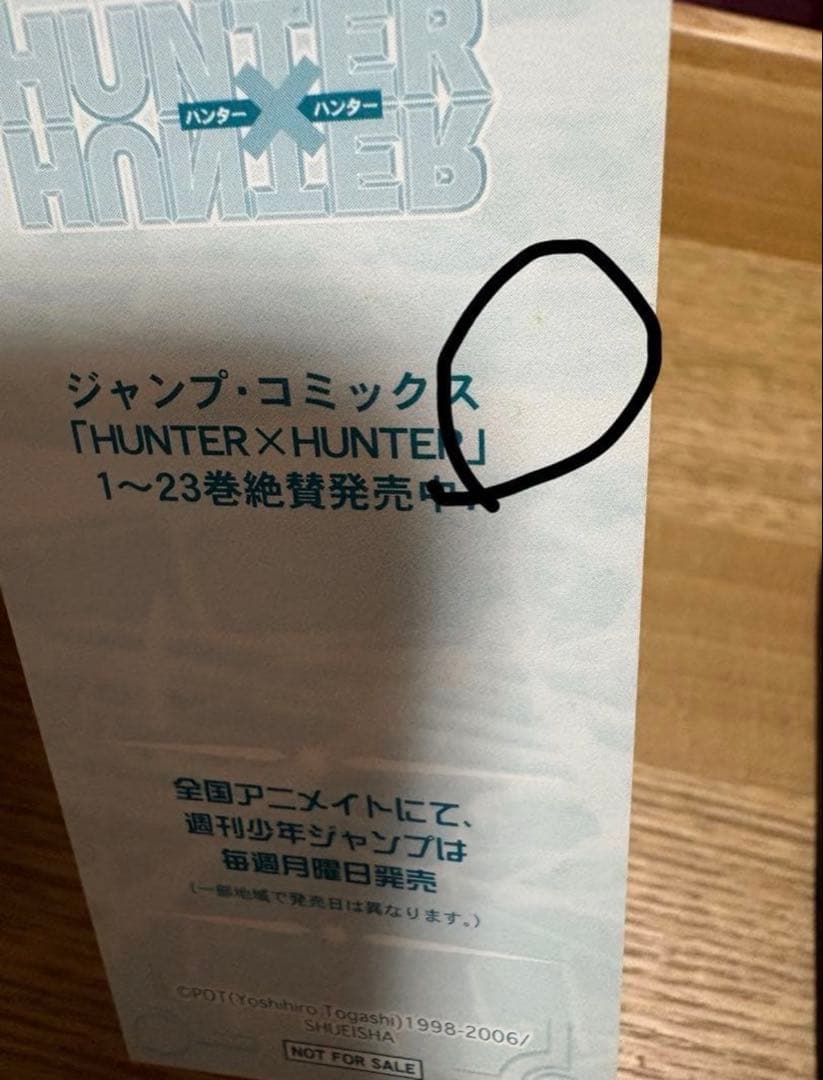 HUNTER
ハンター×ハンター
HUNTER
ジャンプ・コミックス
「HUNTER×HUNTER」
1〜23巻絶賛発売中!
全国アニメイトにて、
週刊少年ジャンプは
毎週月曜日発売
(一部地域で発売日は異なります。)
©POT(Yoshihiro Togashi)1998-2006/
SHUEISHA
NOT FOR SALE